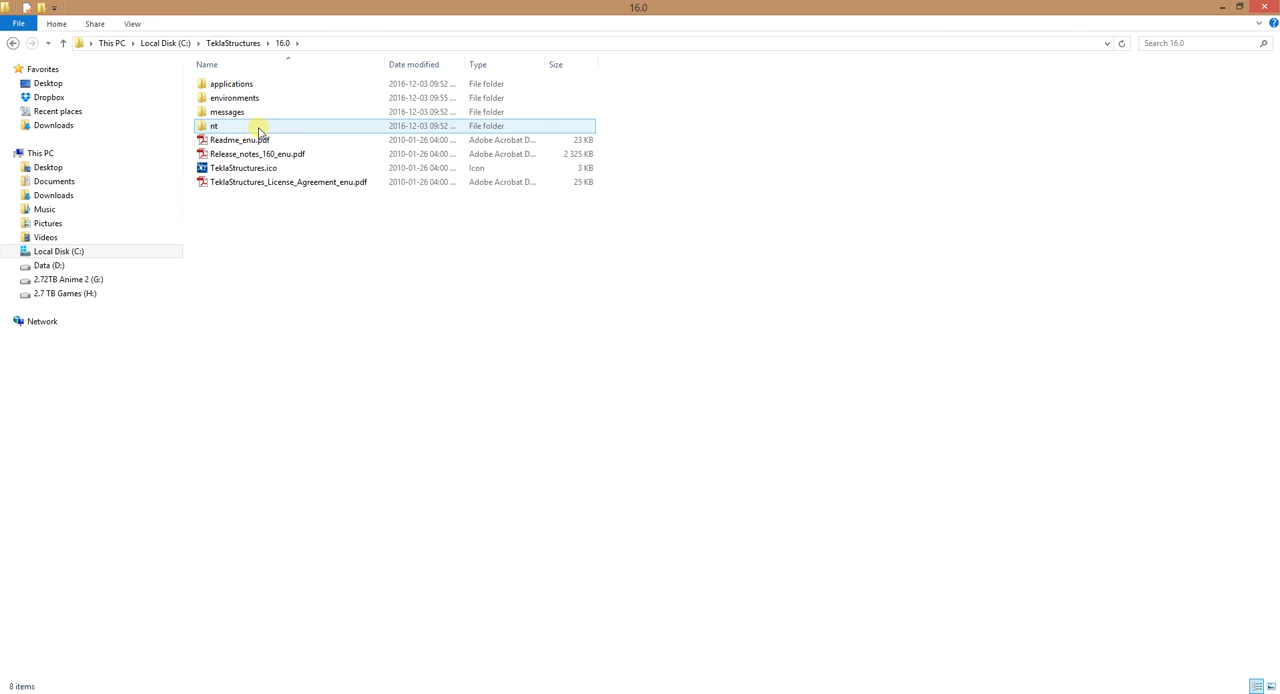 16.0
File Home Share View
This PC Local Disk (C:) TeklaStructures 16.0
Search 16.0
Name Date modified Type Size
Favorites
Desktop
Dropbox
Recent places
Downloads
This PC
Desktop
Documents
Downloads
Music
Pictures
Videos
Local Disk (C:)
Data (D:)
2.72TB Anime 2 (G:)
2.7 TB Games (H:)
Network
applications 2016-12-03 09:52 ... File folder
environments 2016-12-03 09:55 ... File folder
messages 2016-12-03 09:52 ... File folder
nt 2016-12-03 09:52 ... File folder
Readme_enu.pdf 2010-01-26 04:00 ... Adobe Acrobat D... 23 KB
Release_notes_160_enu.pdf 2010-01-26 04:00 ... Adobe Acrobat D... 2 325 KB
TeklaStructures.ico 2010-01-26 04:00 ... Icon 3 KB
TeklaStructures_License_Agreement_enu.pdf 2010-01-26 04:00 ... Adobe Acrobat D... 25 KB
8 items